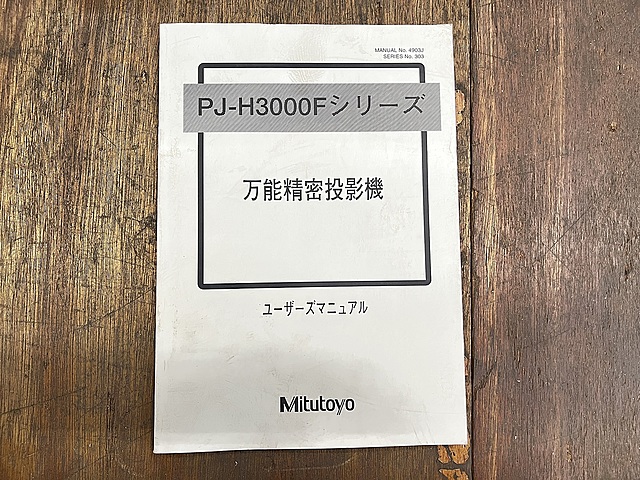 MANUAL No. 4903J
SERIES No. 303
PJ-H3000Fシリーズ
万能精密投影機
ユーザーズマニュアル
Mitutoyo